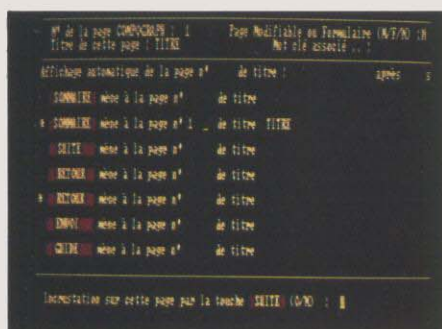 N° de la page COMPOGRAPH : 1 Page Modifiable ou Formulaire (M/F/N) :N
Titre de cette page : TITRE Mot clé associé .. :
Affichage automatique de la page n° de titre : après s
SOMMAIRE mène à la page n° de titre
* SOMMAIRE mène à la page n° 1 _ de titre TITRE
SUITE mène à la page n° de titre
RETOUR mène à la page n° de titre
* RETOUR mène à la page n° de titre
ENVOI mène à la page n° de titre
GUIDE mène à la page n° de titre
Incrustation sur cette page par la touche SUITE (O/N) :